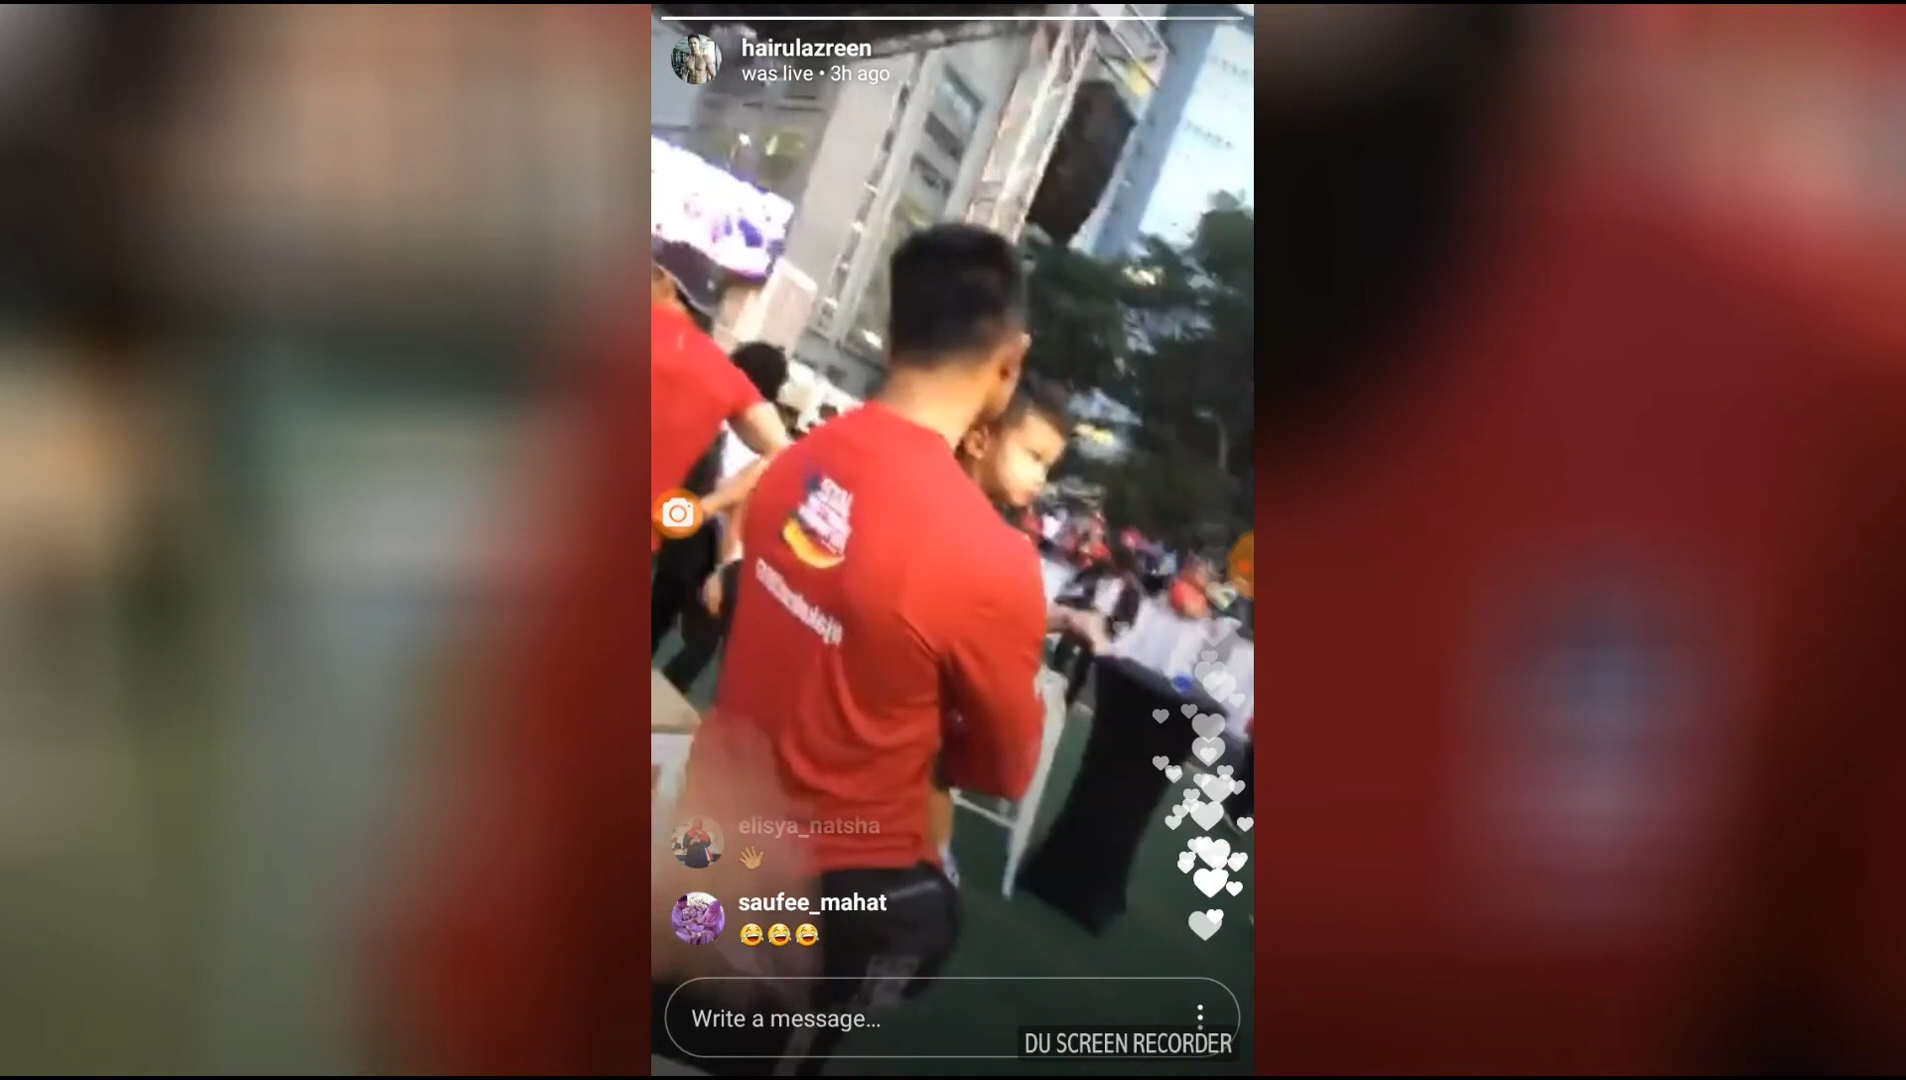 hairulazreen
was live • 3h ago
elisya_natsha
saufee_mahat
Write a message...
DU SCREEN RECORDER